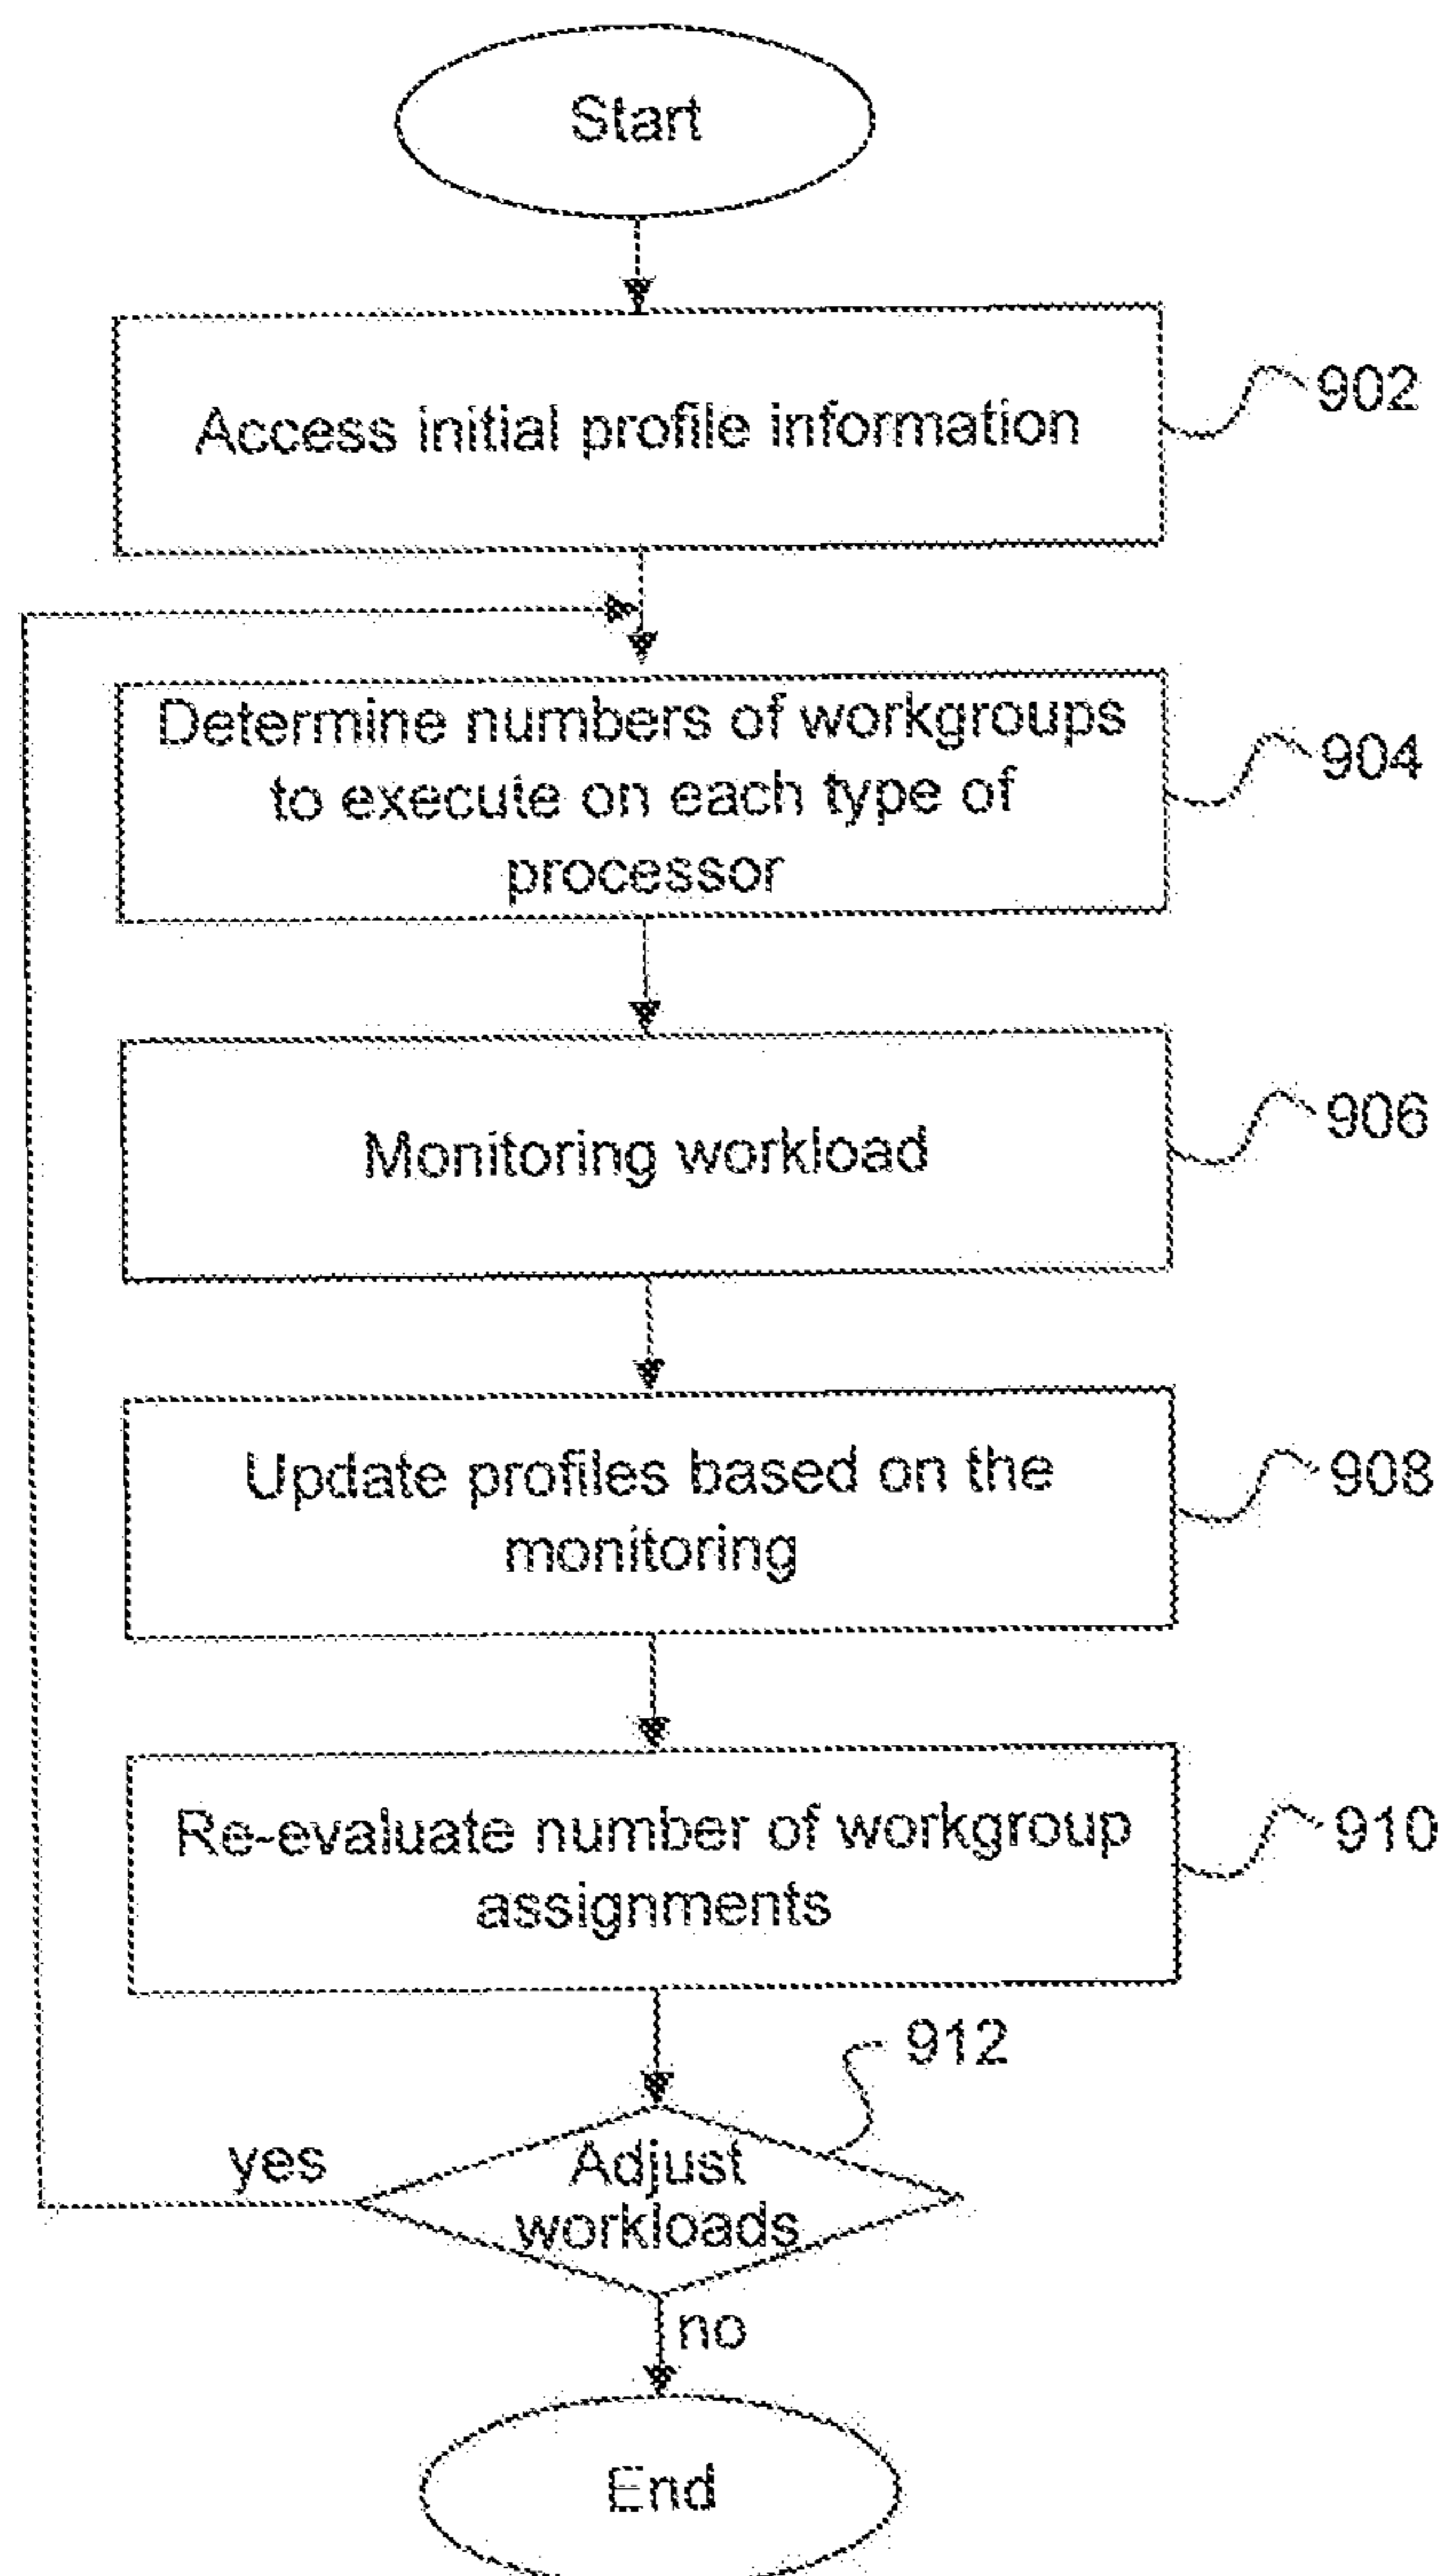 Start
Access initial profile information
902
Determine numbers of workgroups
to execute on each type of
processor
904
Monitoring workload
906
Update profiles based on the
monitoring
908
Re-evaluate number of workgroup
assignments
910
912
Adjust
workloads
yes
no
End